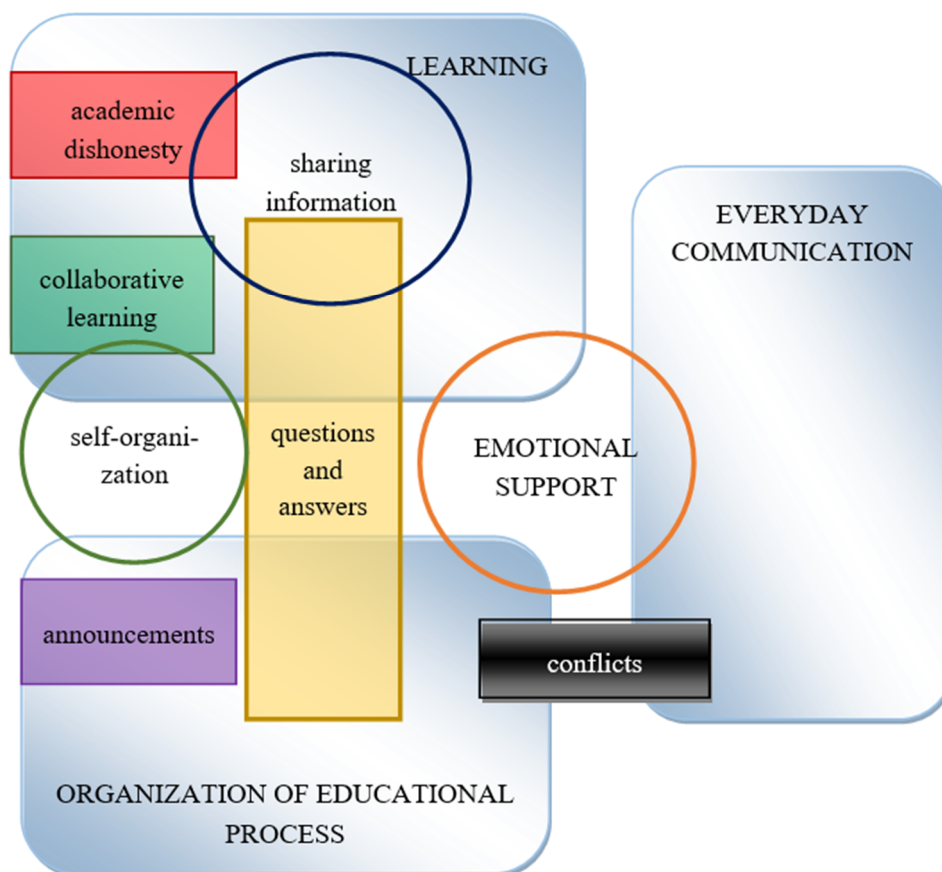 LEARNING
academic
dishonesty
sharing
information
EVERYDAY
COMMUNICATION
collaborative
learning
self-organi-
zation
questions
and
answers
EMOTIONAL
SUPPORT
announcements
conflicts
ORGANIZATION OF EDUCATIONAL
PROCESS